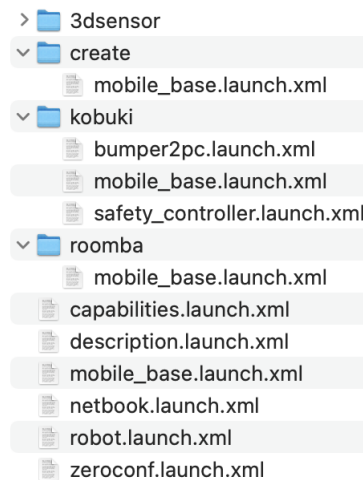 3dsensor
create
mobile_base.launch.xml
kobuki
bumper2pc.launch.xml
mobile_base.launch.xml
safety_controller.launch.xml
roomba
mobile_base.launch.xml
capabilities.launch.xml
description.launch.xml
mobile_base.launch.xml
netbook.launch.xml
robot.launch.xml
zeroconf.launch.xml